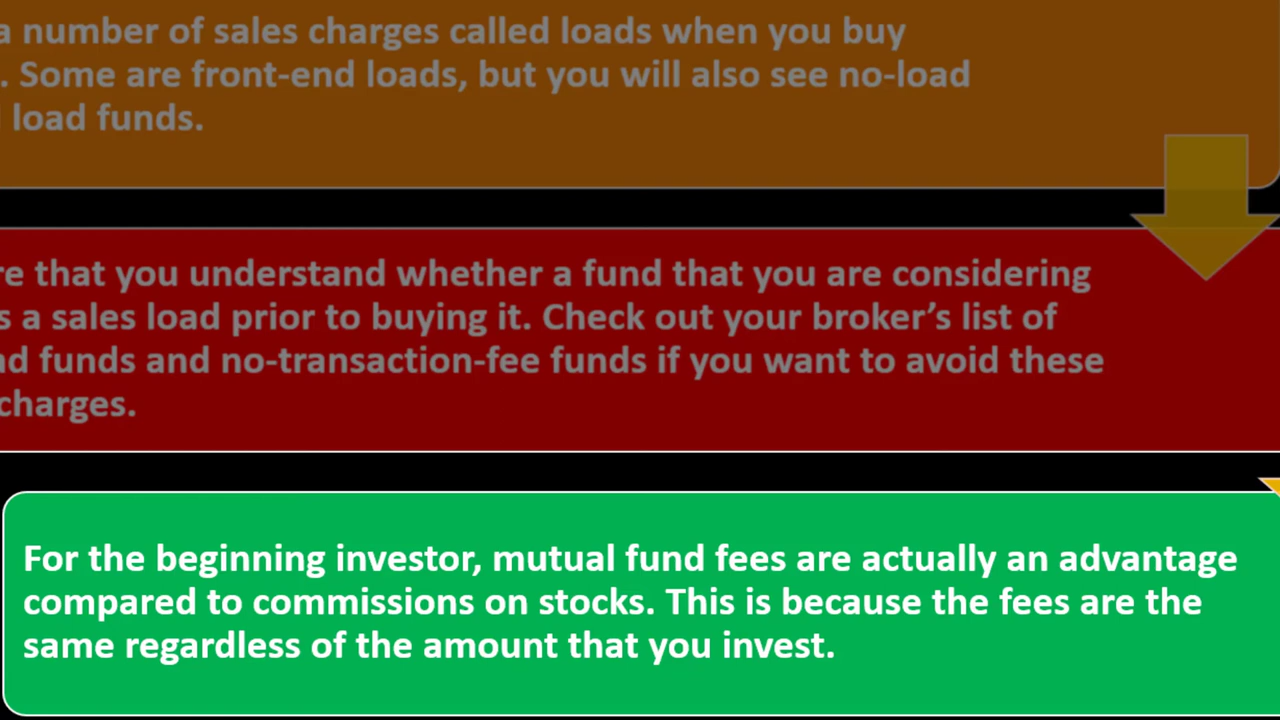 a number of sales charges called loads when you buy
. Some are front-end loads, but you will also see no-load
load funds.
re that you understand whether a fund that you are considering
s a sales load prior to buying it. Check out your broker’s list of
ad funds and no-transaction-fee funds if you want to avoid these
charges.
For the beginning investor, mutual fund fees are actually an advantage
compared to commissions on stocks. This is because the fees are the
same regardless of the amount that you invest.